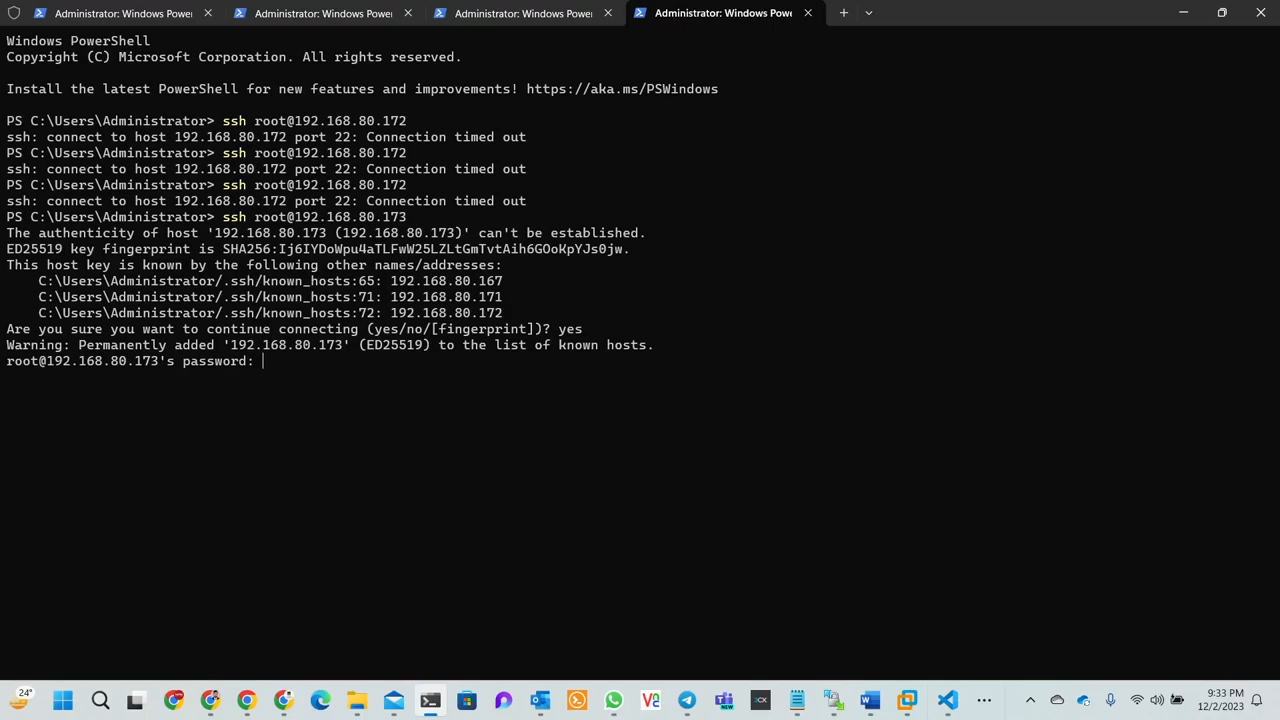 Administrator: Windows Power
Administrator: Windows Power
Administrator: Windows Power
Administrator: Windows Powe
Windows PowerShell
Copyright (C) Microsoft Corporation. All rights reserved.
Install the latest PowerShell for new features and improvements! https://aka.ms/PSWindows
PS C:\Users\Administrator> ssh root@192.168.80.172
ssh: connect to host 192.168.80.172 port 22: Connection timed out
PS C:\Users\Administrator> ssh root@192.168.80.172
ssh: connect to host 192.168.80.172 port 22: Connection timed out
PS C:\Users\Administrator> ssh root@192.168.80.172
ssh: connect to host 192.168.80.172 port 22: Connection timed out
PS C:\Users\Administrator> ssh root@192.168.80.173
The authenticity of host '192.168.80.173 (192.168.80.173)' can't be established.
ED25519 key fingerprint is SHA256:Ij6IYDoWpu4aTLFwW25LZLtGmTvtAih6GOoKpYJs0jw.
This host key is known by the following other names/addresses:
C:\Users\Administrator/.ssh/known_hosts:65: 192.168.80.167
C:\Users\Administrator/.ssh/known_hosts:71: 192.168.80.171
C:\Users\Administrator/.ssh/known_hosts:72: 192.168.80.172
Are you sure you want to continue connecting (yes/no/[fingerprint])? yes
Warning: Permanently added '192.168.80.173' (ED25519) to the list of known hosts.
root@192.168.80.173's password:
24°
NEW
9:33 PM
12/2/2023